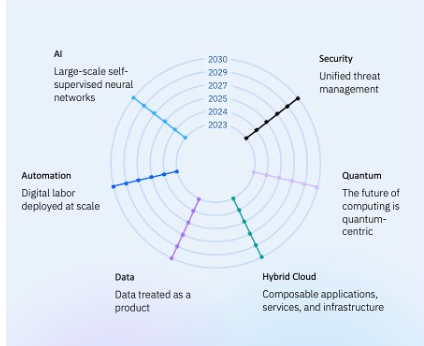 AI
Large-scale self-
supervised neural
networks
2030
2029
2027
2025
2024
2023
Security
Unified threat
management
Automation
Digital labor
deployed at scale
Quantum
The future of
computing is
quantum-
centric
Data
Data treated as a
product
Hybrid Cloud
Composable applications,
services, and infrastructure